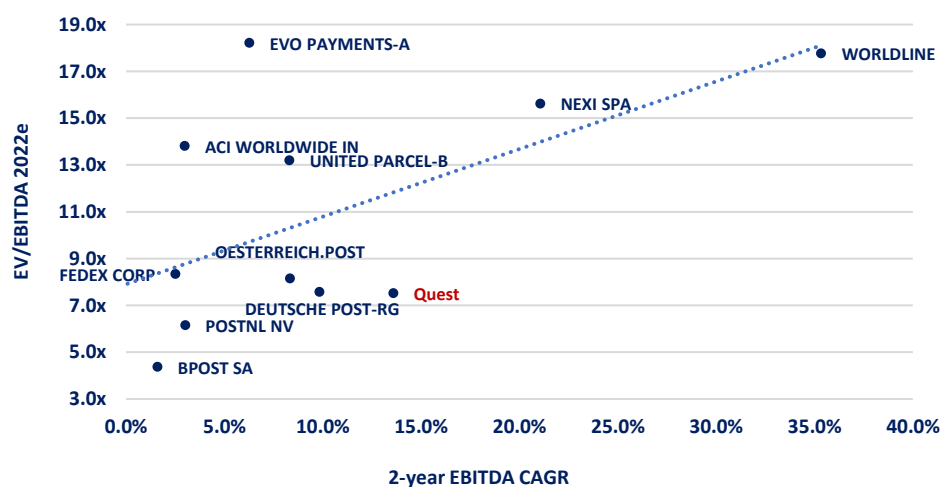 19.0x
EVO PAYMENTS-A
WORLDLINE
17.0x
NEXI SPA
15.0x
ACI WORLDWIDE IN
UNITED PARCEL-B
13.0x
11.0x
EV/EBITDA 2022e
9.0x
OESTERREICH.POST
FEDEX CORP
7.0x
Quest
DEUTSCHE POST-RG
POSTNL NV
5.0x
BPOST SA
3.0x
0.0% 5.0% 10.0% 15.0% 20.0% 25.0% 30.0% 35.0% 40.0%
2-year EBITDA CAGR